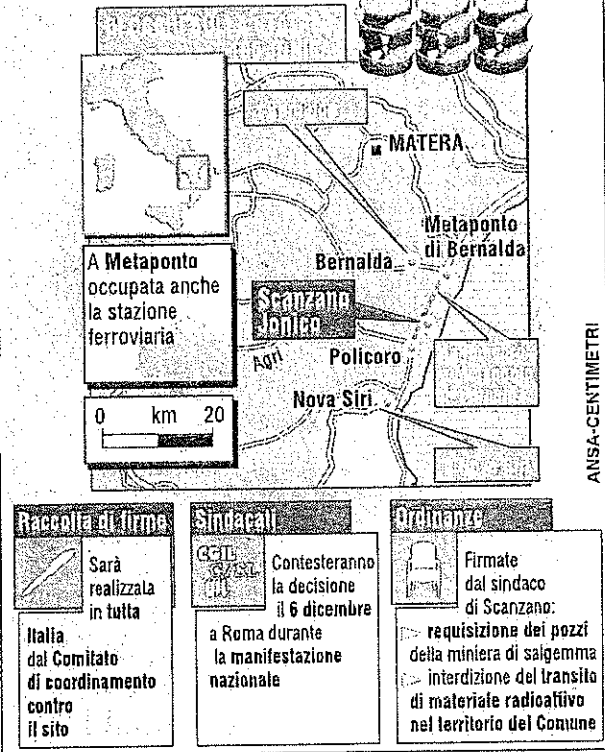 MATERA
Metaponto
di Bernalda
Bernalda
A Metaponto
occupata anche
la stazione
ferroviaria
Scanzano
Jonico
Agri
Policoro
Nova Siri
0 km 20
ANSA-CENTIMETRI
Raccolta di firme
Sarà
realizzata
in tutta
Italia
dal Comitato
di coordinamento
contro
il sito
Sindacati
CGIL
CISL
UIL
Contesteranno
la decisione
il 6 dicembre
a Roma durante
la manifestazione
nazionale
Ordinanze
Firmate
dal sindaco
di Scanzano:
requisizione dei pozzi
della miniera di salgemma
interdizione del transito
di materiale radioattivo
nel territorio del Comune